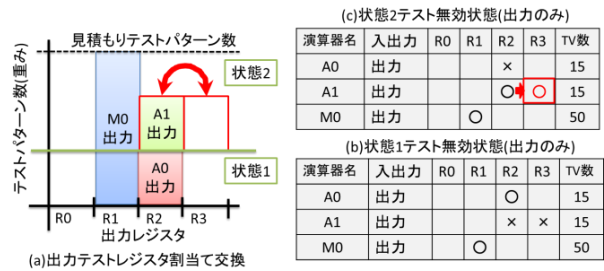 見積もりテストパターン数
テストパターン数(重み)
状態2
M0
出力
A1
出力
A0
出力
状態1
R0 R1 R2 R3
出力レジスタ
(a)出力テストレジスタ割当て交換
(c)状態2テスト無効状態(出力のみ)
演算器名 入出力 R0 R1 R2 R3 TV数
A0 出力 × 15
A1 出力 〇 〇 15
M0 出力 〇 50
(b)状態1テスト無効状態(出力のみ)
演算器名 入出力 R0 R1 R2 R3 TV数
A0 出力 〇 15
A1 出力 × × 15
M0 出力 〇 50